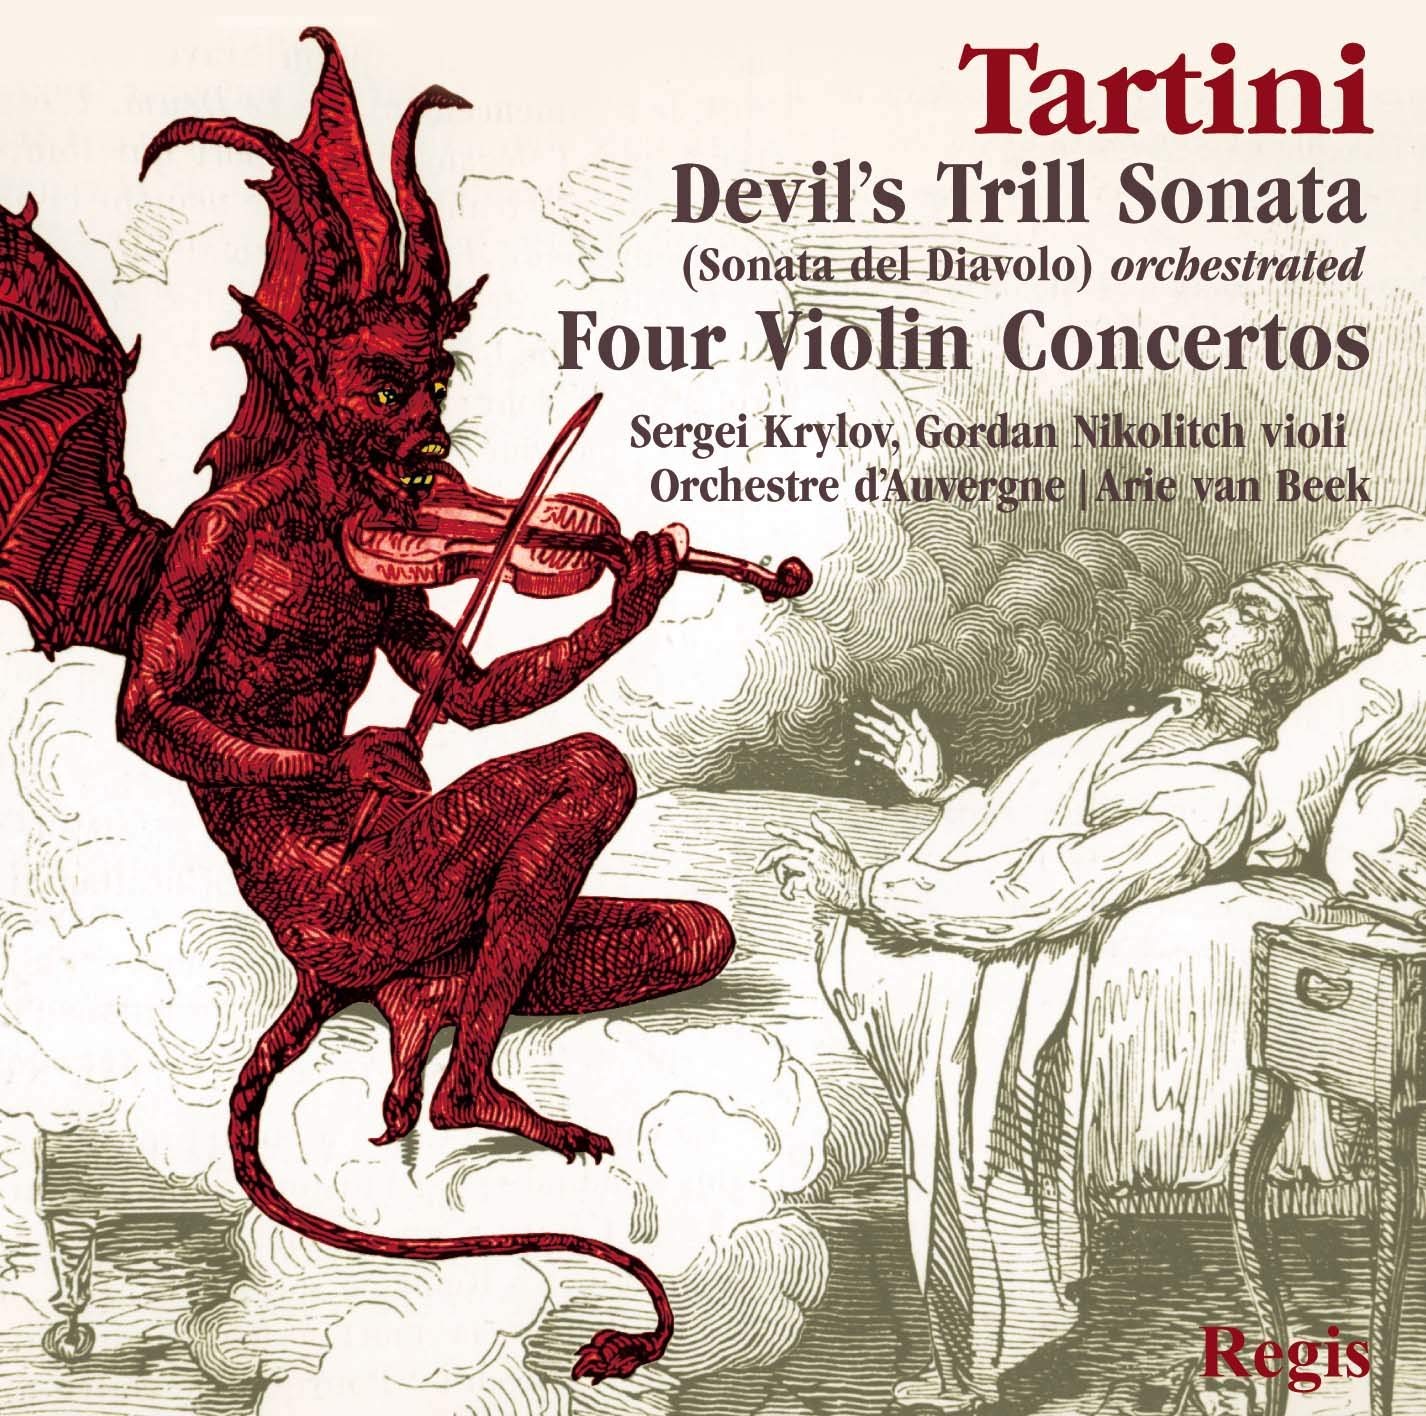 Tartini
Devil's Trill Sonata
(Sonata del Diavolo) orchestrated
Four Violin Concertos
Sergei Krylov, Gordan Nikolitch violi
Orchestre d'Auvergne | Arie van Beek
Regis